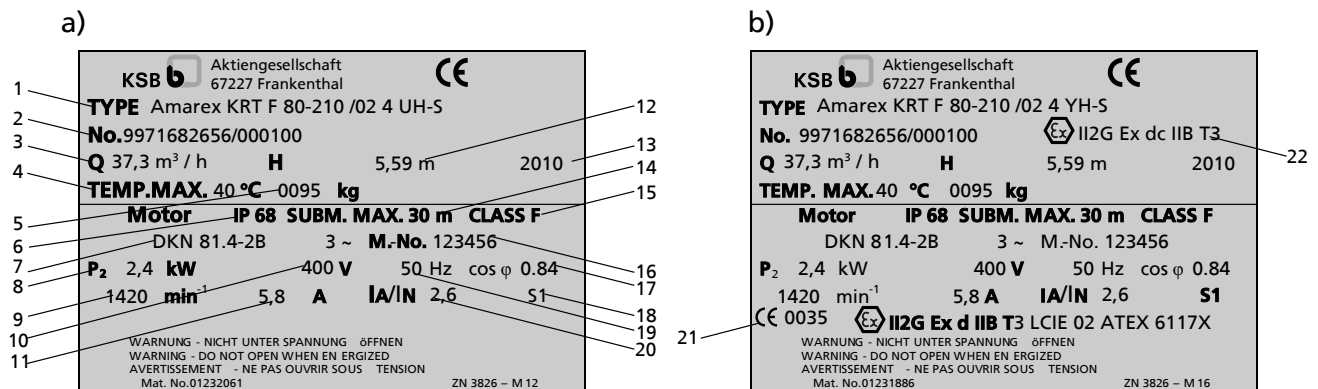 a)
KSB b Aktiengesellschaft
67227 Frankenthal
CE
TYPE Amarex KRT F 80-210 /02 4 UH-S
No.9971682656/000100
Q 37,3 m³ / h H 5,59 m 2010
TEMP.MAX. 40 °C 0095 kg
Motor IP 68 SUBM. MAX. 30 m CLASS F
DKN 81.4-2B 3 ~ M.-No. 123456
P₂ 2,4 kW 400 V 50 Hz cos φ 0.84
1420 min⁻¹ 5,8 A IA/IN 2,6 S1
WARNUNG - NICHT UNTER SPANNUNG öFFNEN
WARNING - DO NOT OPEN WHEN EN ERGIZED
AVERTISSEMENT - NE PAS OUVRIR SOUS TENSION
Mat. No.01232061 ZN 3826 – M 12
1
2
3
4
5
6
7
8
9
10
11
12
13
14
15
16
17
18
19
20
b)
KSB b Aktiengesellschaft
67227 Frankenthal
CE
TYPE Amarex KRT F 80-210 /02 4 YH-S
No. 9971682656/000100 Ex II2G Ex dc IIB T3
Q 37,3 m³ / h H 5,59 m 2010
TEMP. MAX. 40 °C 0095 kg
Motor IP 68 SUBM. MAX. 30 m CLASS F
DKN 81.4-2B 3 ~ M.-No. 123456
P₂ 2,4 kW 400 V 50 Hz cos φ 0.84
1420 min⁻¹ 5,8 A IA/IN 2,6 S1
CE 0035 Ex II2G Ex d IIB T3 LCIE 02 ATEX 6117X
WARNUNG - NICHT UNTER SPANNUNG öFFNEN
WARNING - DO NOT OPEN WHEN EN ERGIZED
AVERTISSEMENT - NE PAS OUVRIR SOUS TENSION
Mat. No.01231886 ZN 3826 – M 16
21
22